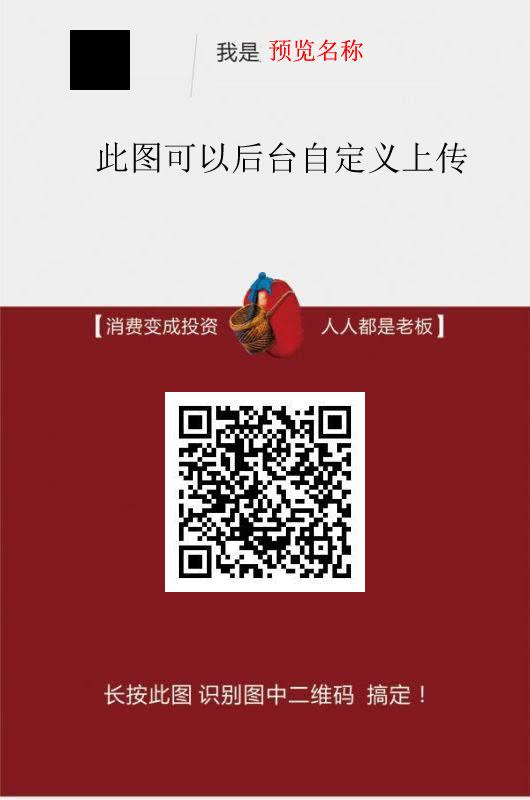 我是 预览名称
此图可以后台自定义上传
【消费变成投资 人人都是老板】
长按此图 识别图中二维码 搞定！